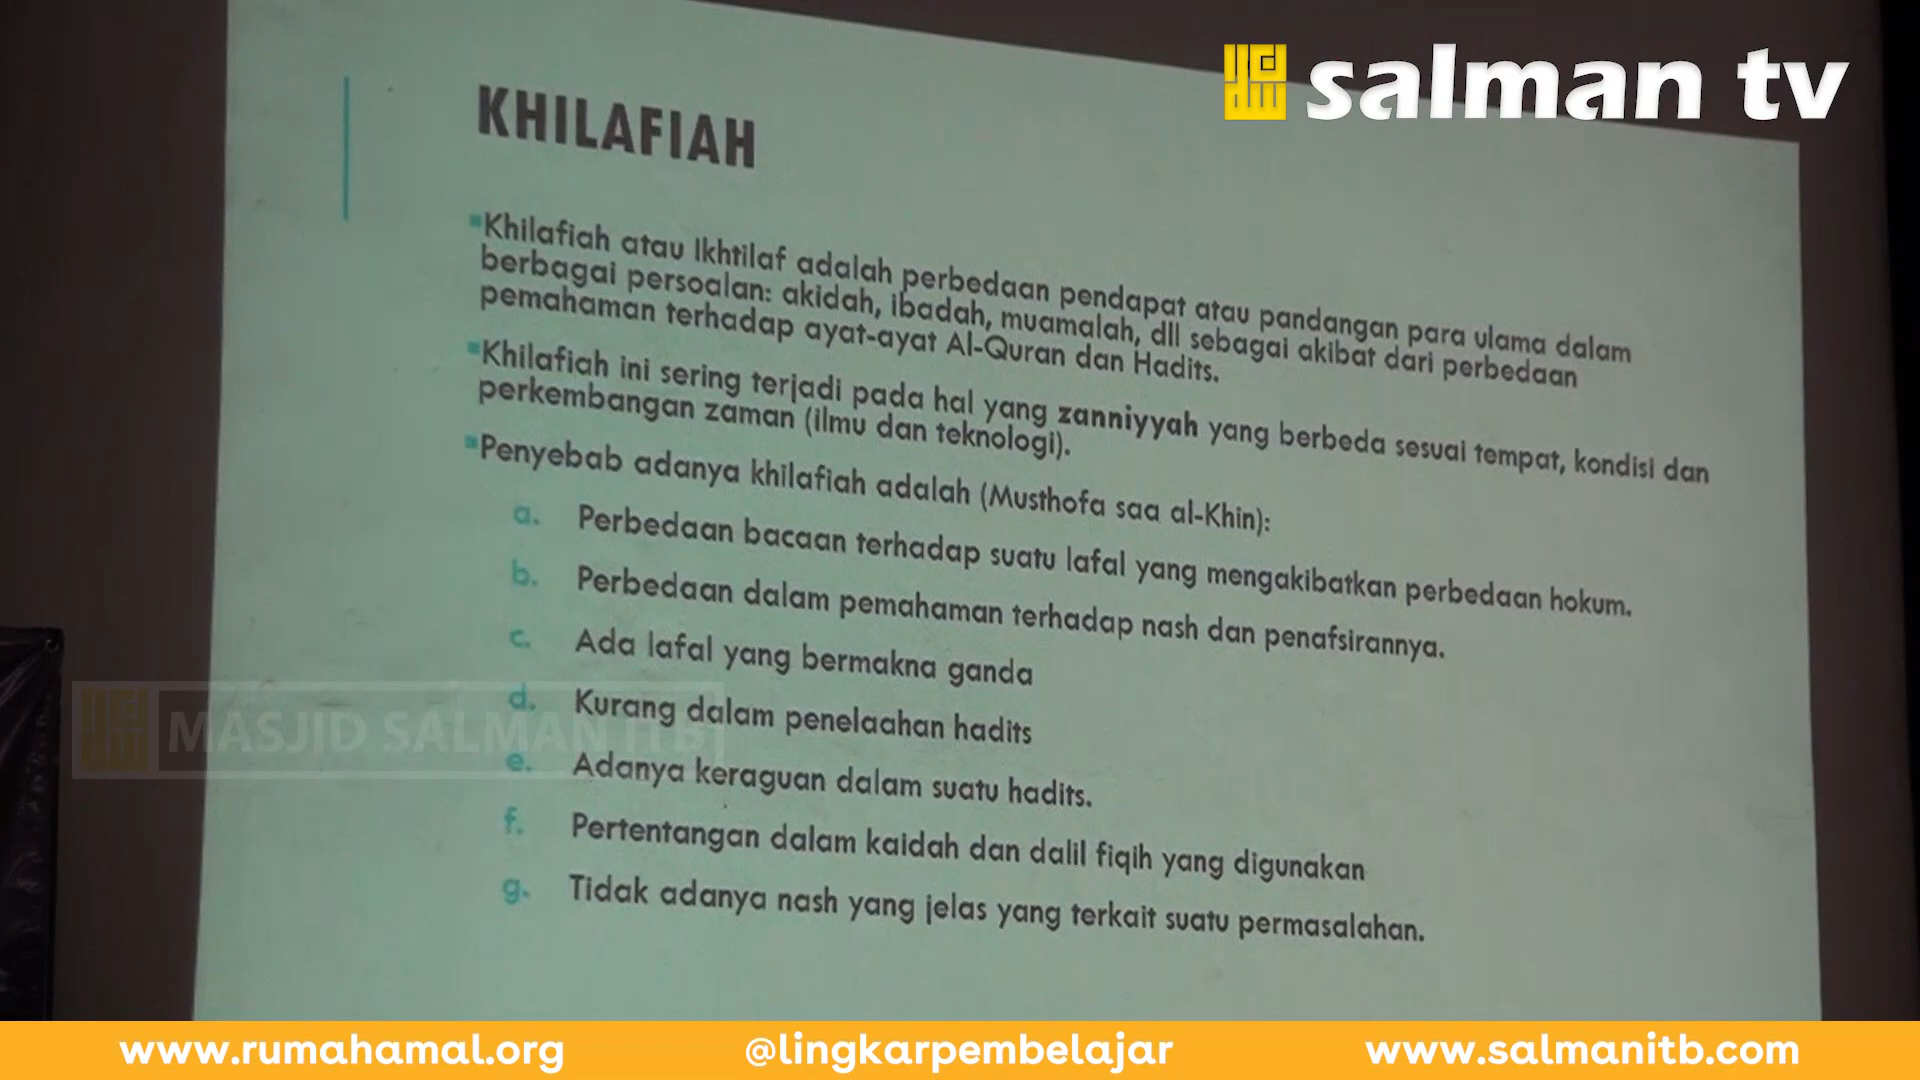 salman tv
KHILAFIAH
Khilafiah atau Ikhtilaf adalah perbedaan pendapat atau pandangan para ulama dalam
berbagai persoalan: akidah, ibadah, muamalah, dll sebagai akibat dari perbedaan
pemahaman terhadap ayat-ayat Al-Quran dan Hadits.
Khilafiah ini sering terjadi pada hal yang zanniyyah yang berbeda sesuai tempat, kondisi dan
perkembangan zaman (ilmu dan teknologi).
Penyebab adanya khilafiah adalah (Musthofa saa al-Khin):
a. Perbedaan bacaan terhadap suatu lafal yang mengakibatkan perbedaan hokum.
b. Perbedaan dalam pemahaman terhadap nash dan penafsirannya.
c. Ada lafal yang bermakna ganda
d. Kurang dalam penelaahan hadits
e. Adanya keraguan dalam suatu hadits.
f. Pertentangan dalam kaidah dan dalil fiqih yang digunakan
g. Tidak adanya nash yang jelas yang terkait suatu permasalahan.
MASJID SALMAN ITB
www.rumahamal.org
@lingkarpembelajar
www.salmanitb.com